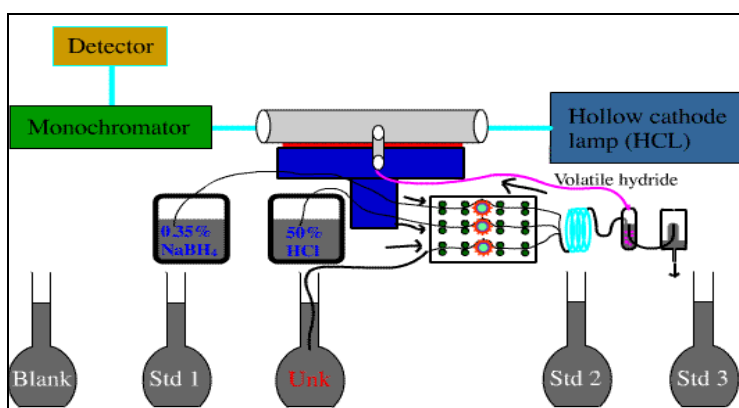 Detector
Monochromator
Hollow cathode
lamp (HCL)
Volatile hydride
0.35%
NaBH₄
50%
HCl
Blank
Std 1
Unk
Std 2
Std 3